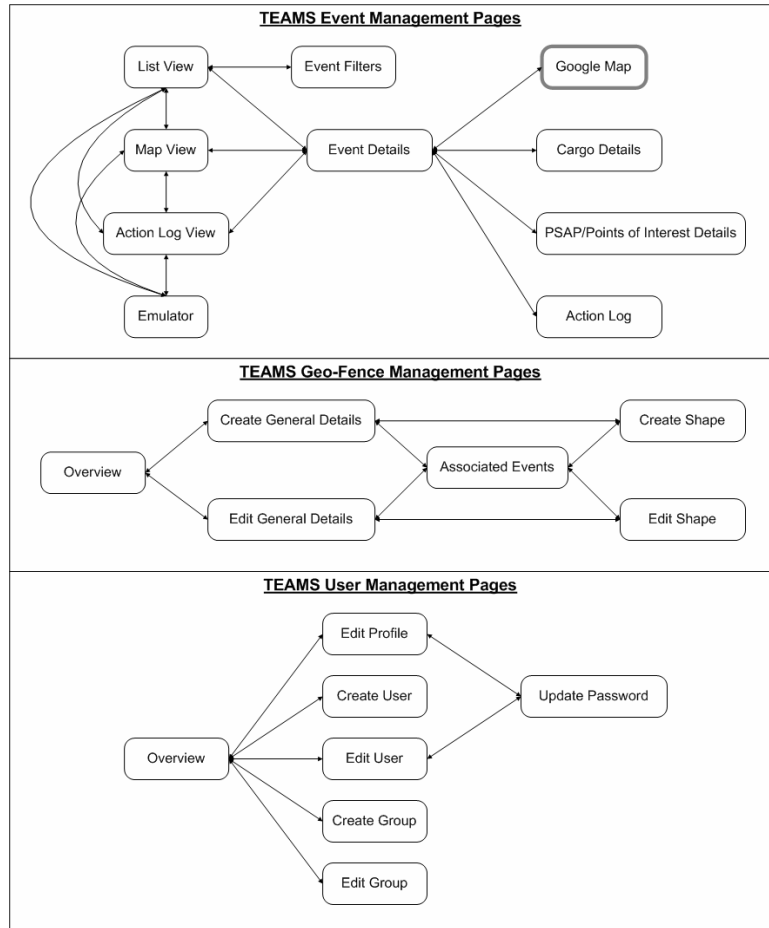 TEAMS Event Management Pages
List View
Event Filters
Google Map
Map View
Event Details
Cargo Details
Action Log View
PSAP/Points of Interest Details
Emulator
Action Log
TEAMS Geo-Fence Management Pages
Create General Details
Create Shape
Overview
Associated Events
Edit General Details
Edit Shape
TEAMS User Management Pages
Edit Profile
Create User
Update Password
Overview
Edit User
Create Group
Edit Group